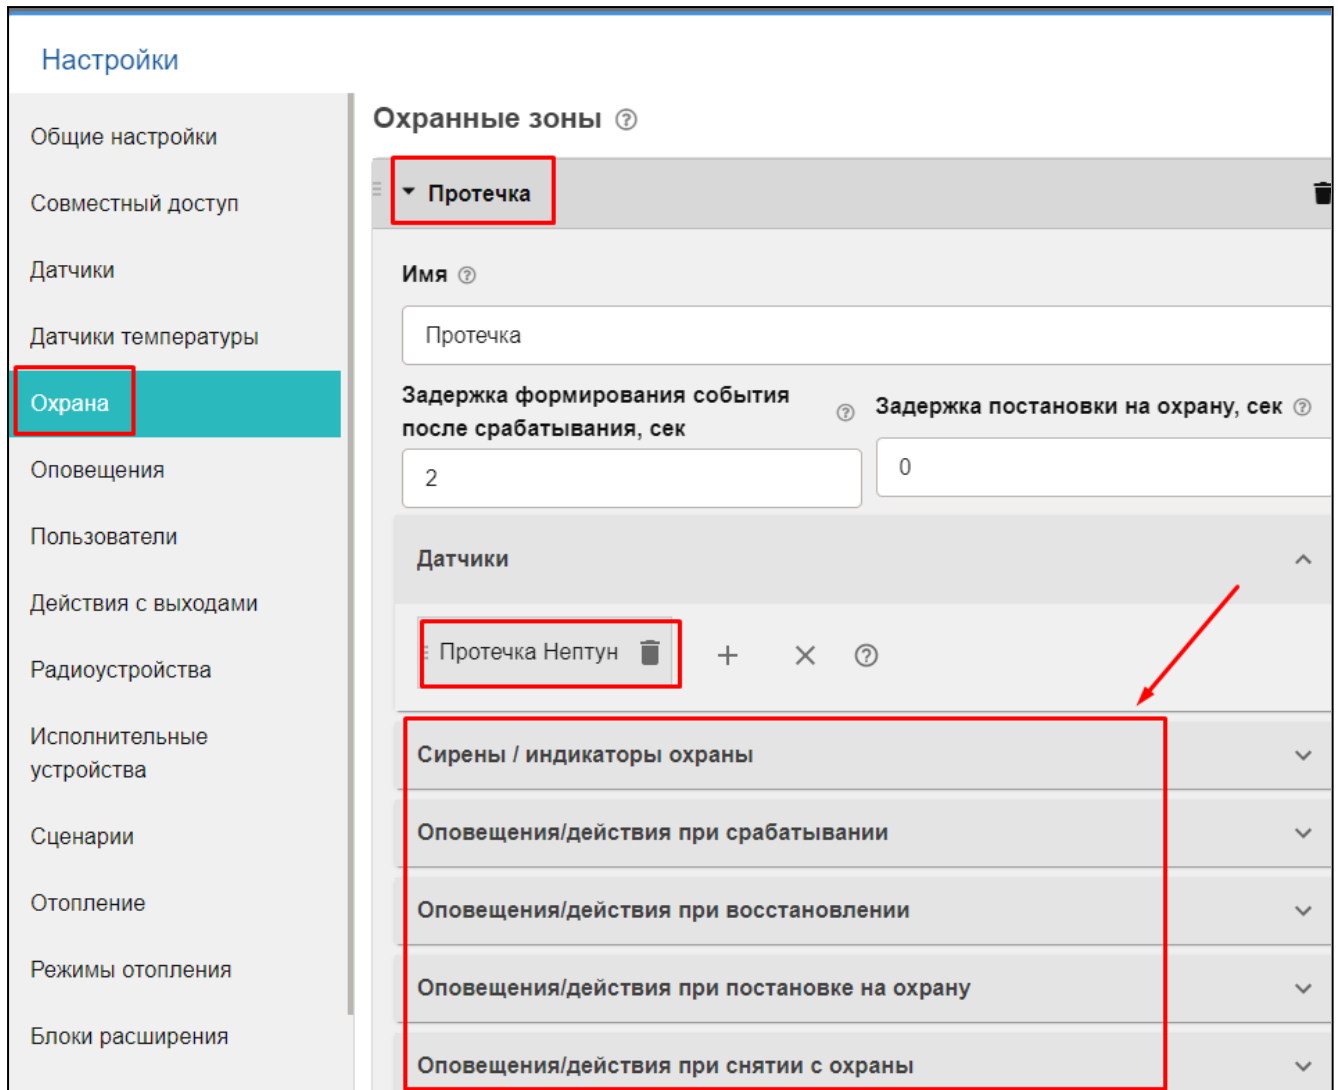 Настройки
Общие настройки
Совместный доступ
Датчики
Датчики температуры
Охрана
Оповещения
Пользователи
Действия с выходами
Радиоустройства
Исполнительные
устройства
Сценарии
Отопление
Режимы отопления
Блоки расширения
Охранные зоны
Протечка
Имя
Протечка
Задержка формирования события
после срабатывания, сек
2
Задержка постановки на охрану, сек
0
Датчики
Протечка Нептун
Сирены / индикаторы охраны
Оповещения/действия при срабатывании
Оповещения/действия при восстановлении
Оповещения/действия при постановке на охрану
Оповещения/действия при снятии с охраны